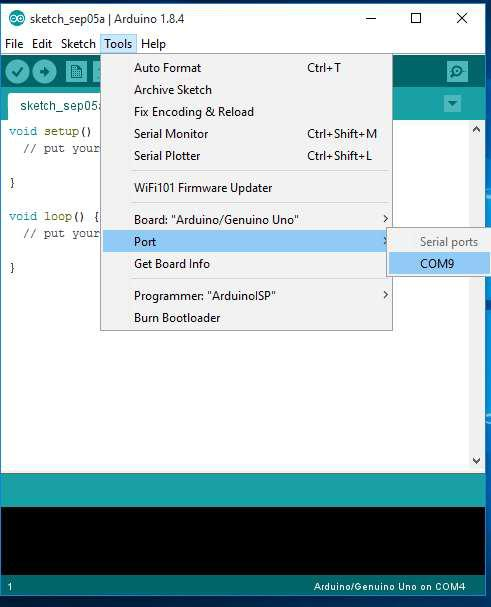 sketch_sep05a | Arduino 1.8.4
File Edit Sketch Tools Help
Auto Format Ctrl+T
sketch_sep05a
Archive Sketch
Fix Encoding & Reload
void setup()
Serial Monitor Ctrl+Shift+M
// put your
Serial Plotter Ctrl+Shift+L
}
WiFi101 Firmware Updater
void loop() {
Board: "Arduino/Genuino Uno"
// put your
Port
Serial ports
}
Get Board Info
COM9
Programmer: "ArduinoISP"
Burn Bootloader
1 Arduino/Genuino Uno on COM4